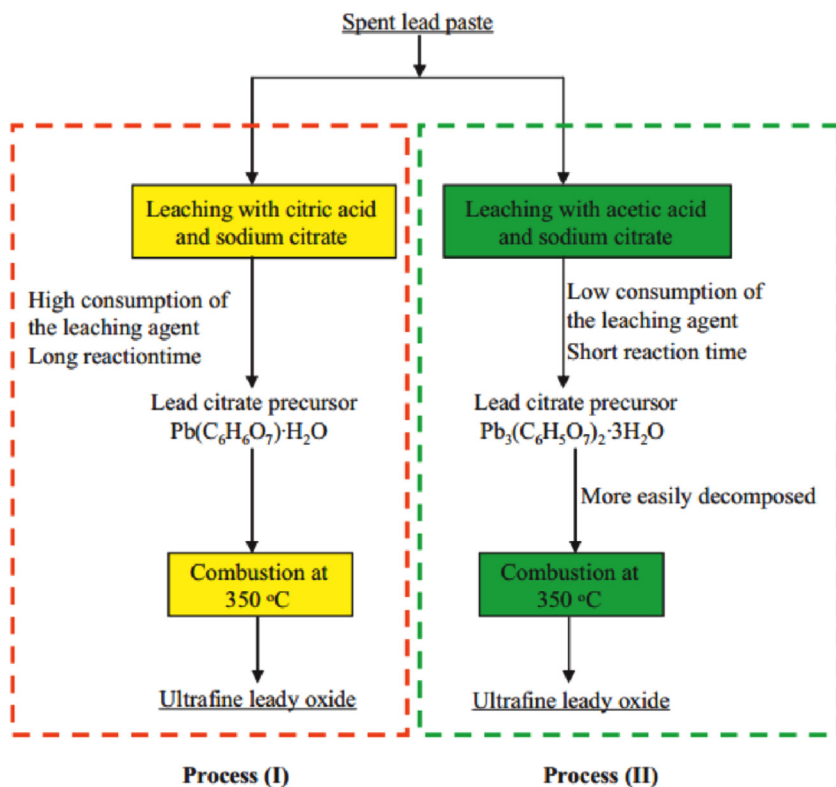 Spent lead paste
Leaching with citric acid
and sodium citrate
High consumption of
the leaching agent
Long reactiontime
Lead citrate precursor
Pb(C₆H₆O₇)·H₂O
Combustion at
350 ºC
Ultrafine leady oxide
Process (I)
Leaching with acetic acid
and sodium citrate
Low consumption of
the leaching agent
Short reaction time
Lead citrate precursor
Pb₃(C₆H₅O₇)₂·3H₂O
More easily decomposed
Combustion at
350 ºC
Ultrafine leady oxide
Process (II)